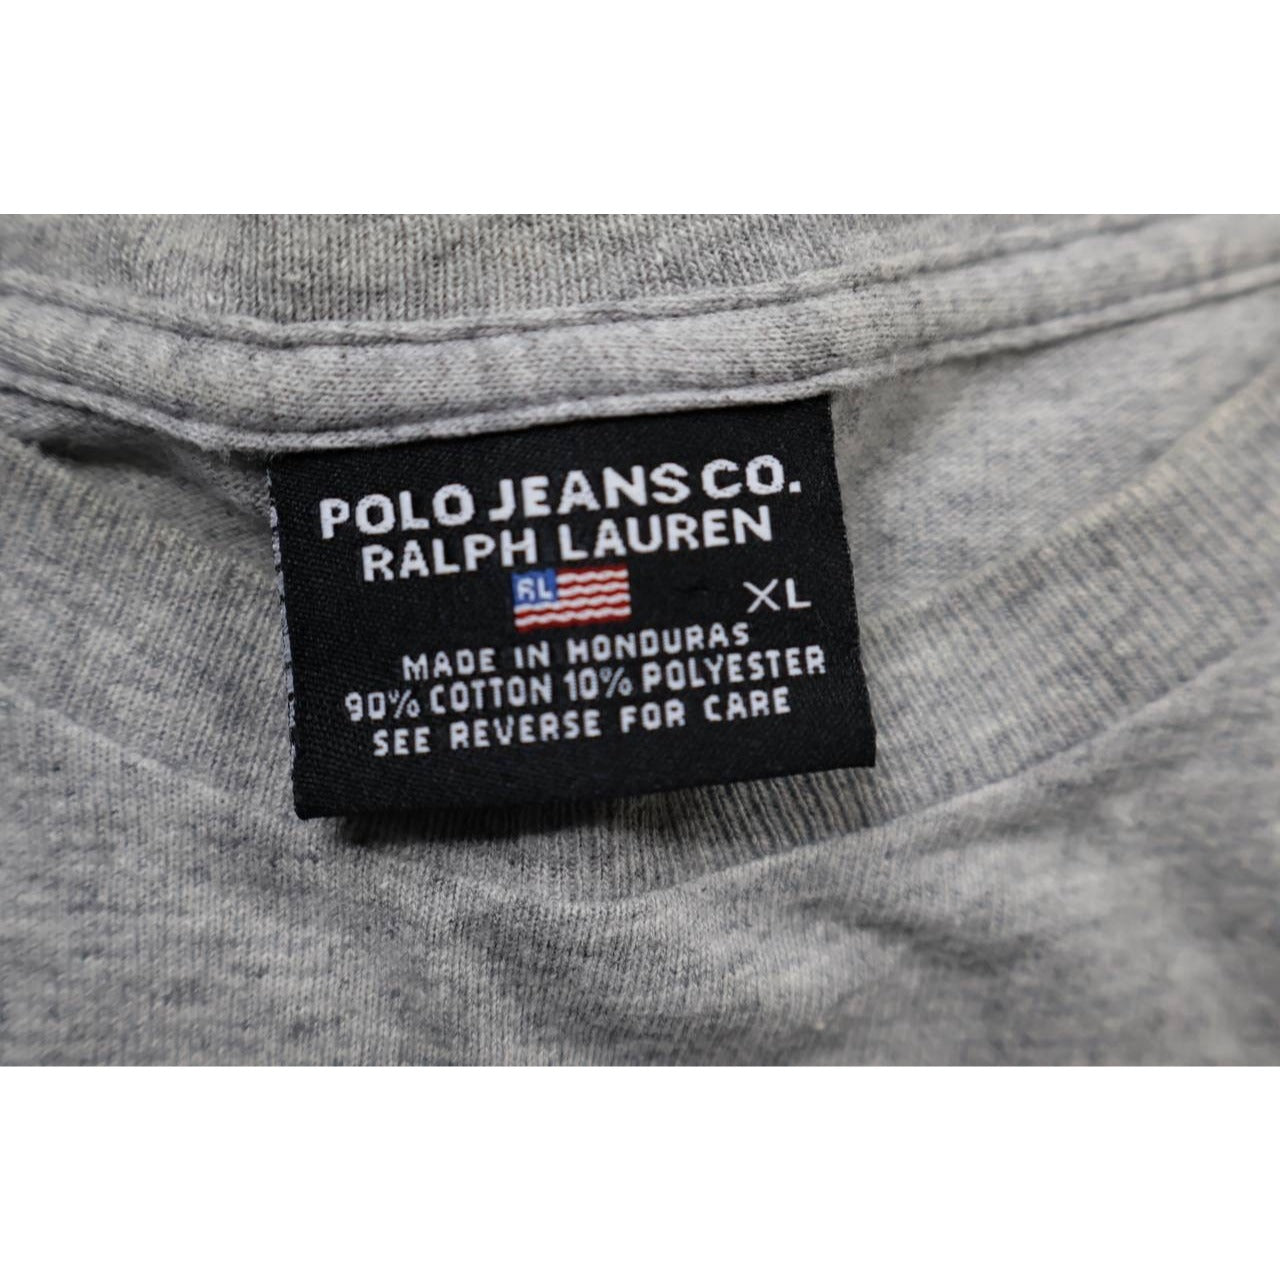 POLO JEANS CO.
RALPH LAUREN
RL
XL
MADE IN HONDURAS
90% COTTON 10% POLYESTER
SEE REVERSE FOR CARE